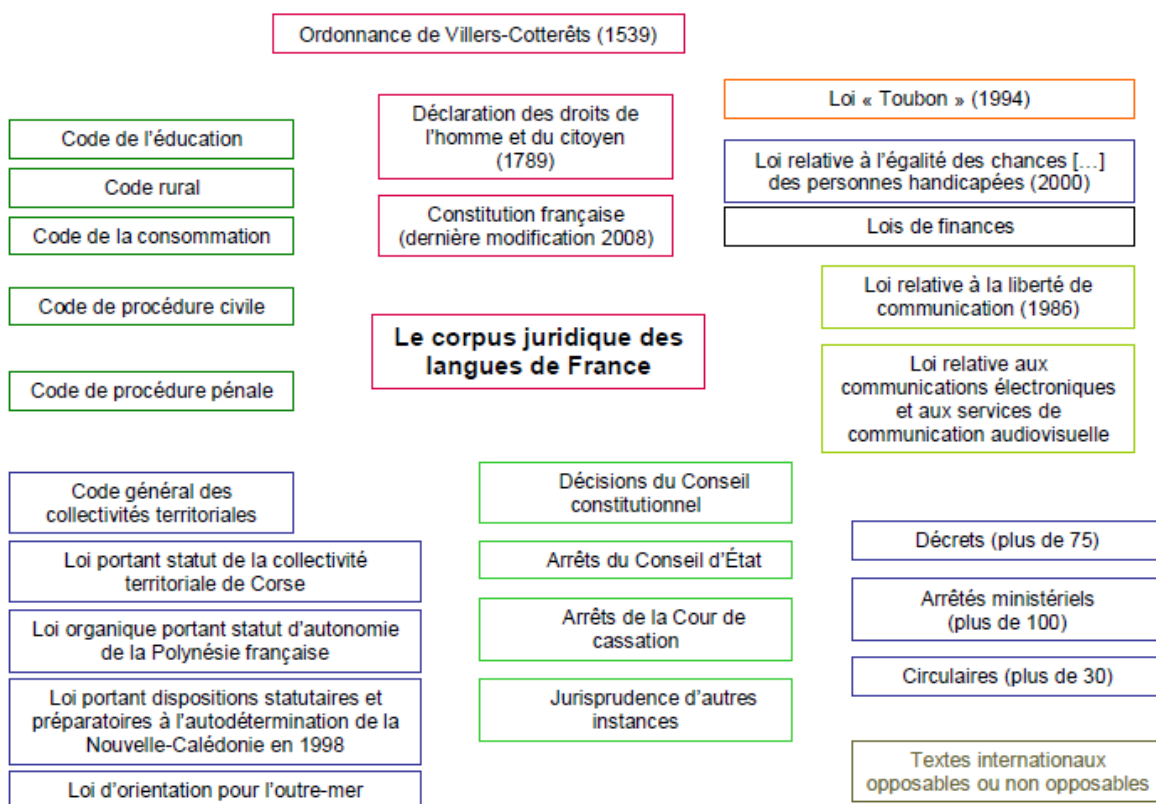 Ordonnance de Villers-Cotterêts (1539)
Déclaration des droits de
l'homme et du citoyen
(1789)
Constitution française
(dernière modification 2008)
Le corpus juridique des
langues de France
Code de l'éducation
Code rural
Code de la consommation
Code de procédure civile
Code de procédure pénale
Loi « Toubon » (1994)
Loi relative à l'égalité des chances […]
des personnes handicapées (2000)
Lois de finances
Loi relative à la liberté de
communication (1986)
Loi relative aux
communications électroniques
et aux services de
communication audiovisuelle
Code général des
collectivités territoriales
Loi portant statut de la collectivité
territoriale de Corse
Loi organique portant statut d'autonomie
de la Polynésie française
Loi portant dispositions statutaires et
préparatoires à l'autodétermination de la
Nouvelle-Calédonie en 1998
Loi d'orientation pour l'outre-mer
Décisions du Conseil
constitutionnel
Arrêts du Conseil d'État
Arrêts de la Cour de
cassation
Jurisprudence d'autres
instances
Décrets (plus de 75)
Arrêtés ministériels
(plus de 100)
Circulaires (plus de 30)
Textes internationaux
opposables ou non opposables